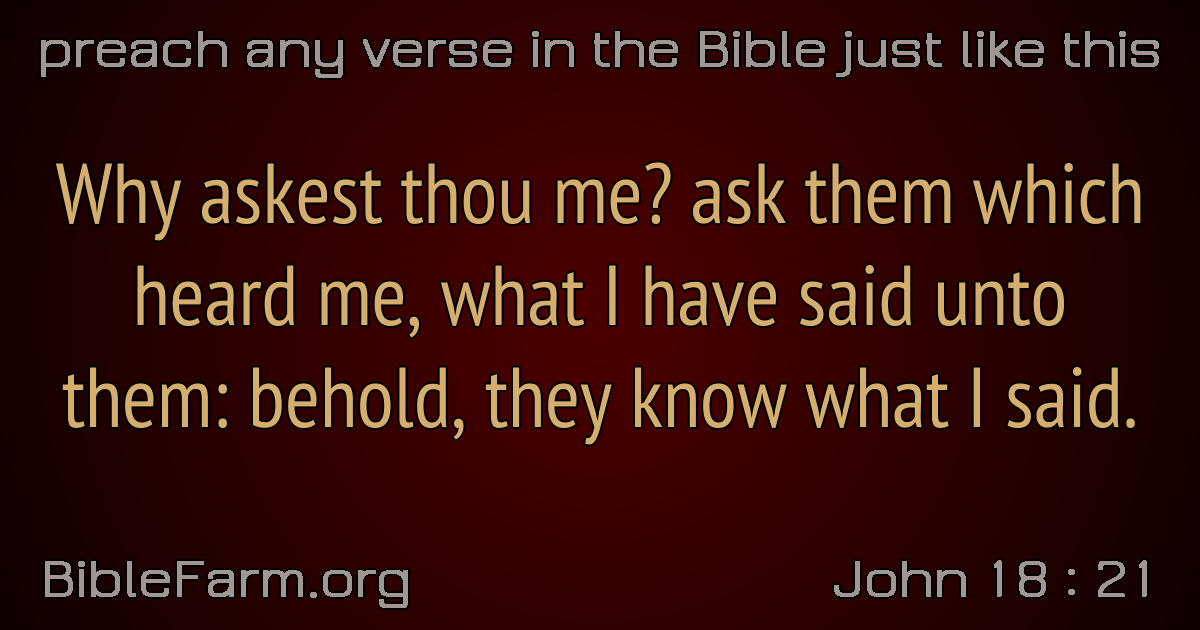 preach any verse in the Bible just like this
Why askest thou me? ask them which
heard me, what I have said unto
them: behold, they know what I said.
BibleFarm.org
John 18 : 21